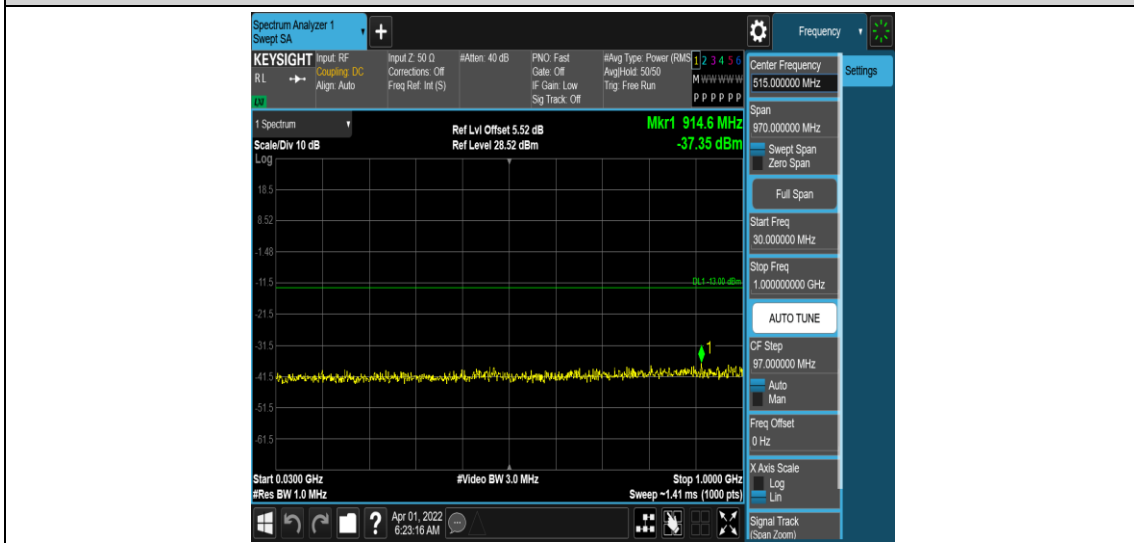 Spectrum Analyzer 1
Swept SA
+
Frequency
KEYSIGHT
RL
Input: RF
Coupling: DC
Align: Auto
Input Z: 50 Ω
Corrections: Off
Freq Ref: Int (S)
#Atten: 40 dB
PNO: Fast
Gate: Off
IF Gain: Low
Sig Track: Off
#Avg Type: Power (RMS
Avg|Hold: 50/50
Trig: Free Run
1 2 3 4 5 6
M W W W W W
P P P P P P
1 Spectrum
Scale/Div 10 dB
Ref Lvl Offset 5.52 dB
Ref Level 28.52 dBm
Mkr1 914.6 MHz
-37.35 dBm
Log
18.5
8.52
-1.48
-11.5
-21.5
-31.5
-41.5
-51.5
-61.5
DL1 -13.00 dBm
1
Start 0.0300 GHz
#Res BW 1.0 MHz
#Video BW 3.0 MHz
Stop 1.0000 GHz
Sweep ~1.41 ms (1000 pts)
?
Apr 01, 2022
6:23:16 AM
Center Frequency
515.000000 MHz
Settings
Span
970.000000 MHz
Swept Span
Zero Span
Full Span
Start Freq
30.000000 MHz
Stop Freq
1.000000000 GHz
AUTO TUNE
CF Step
97.000000 MHz
Auto
Man
Freq Offset
0 Hz
X Axis Scale
Log
Lin
Signal Track
(Span Zoom)